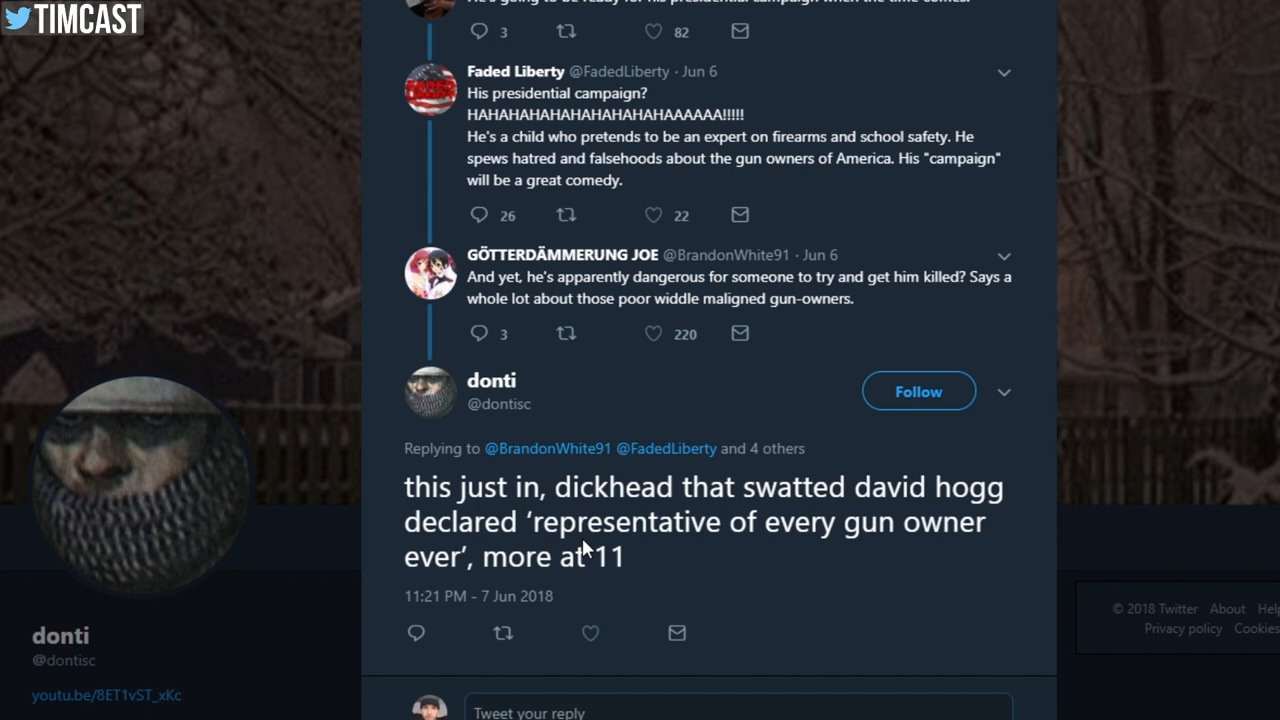 TIMCAST
He's going to be ready for his presidential campaign when the time comes.
3 82
Faded Liberty @FadedLiberty · Jun 6
His presidential campaign?
HAHAHAHAHAHAHAHAHAHAAAAAA!!!!!
He's a child who pretends to be an expert on firearms and school safety. He
spews hatred and falsehoods about the gun owners of America. His "campaign"
will be a great comedy.
26 22
GÖTTERDÄMMERUNG JOE @BrandonWhite91 · Jun 6
And yet, he's apparently dangerous for someone to try and get him killed? Says a
whole lot about those poor widdle maligned gun-owners.
3 220
donti
@dontisc
Follow
Replying to @BrandonWhite91 @FadedLiberty and 4 others
this just in, dickhead that swatted david hogg
declared ‘representative of every gun owner
ever’, more at 11
11:21 PM - 7 Jun 2018
Tweet your reply
donti
@dontisc
youtu.be/8ET1vST_xKc
© 2018 Twitter About Help
Privacy policy Cookies